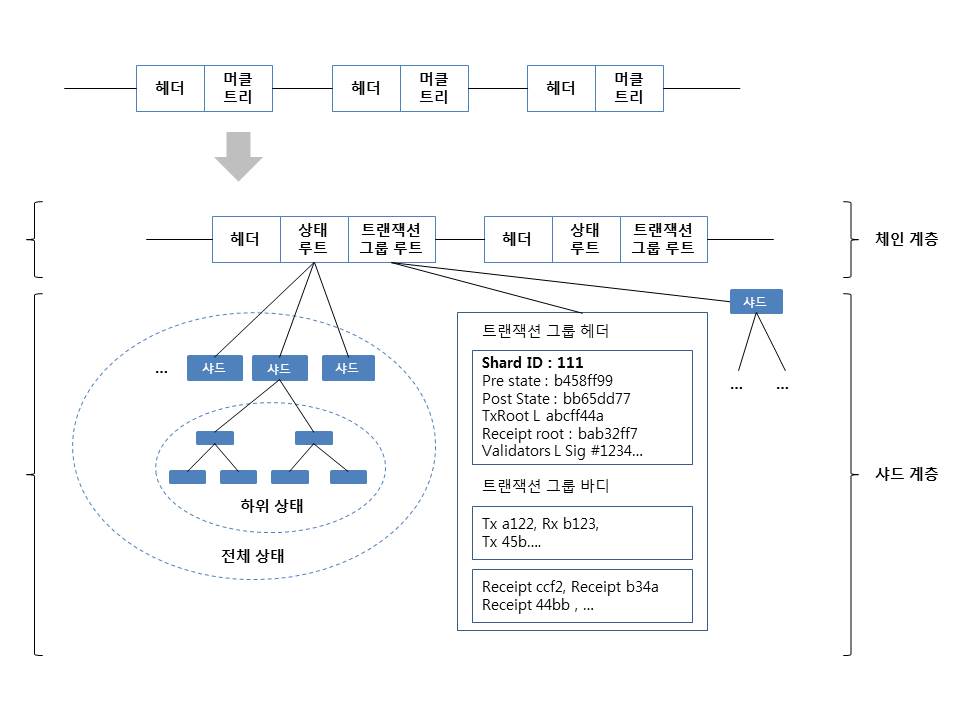 헤더
머클
트리
헤더
머클
트리
헤더
머클
트리
헤더
상태
루트
트랜잭션
그룹 루트
헤더
상태
루트
트랜잭션
그룹 루트
체인 계층
샤드
...
...
...
샤드
샤드
샤드
하위 상태
전체 상태
트랜잭션 그룹 헤더
Shard ID : 111
Pre state : b458ff99
Post State : bb65dd77
TxRoot L abcff44a
Receipt root : bab32ff7
Validators L Sig #1234...
트랜잭션 그룹 바디
Tx a122, Rx b123,
Tx 45b....
Receipt ccf2, Receipt b34a
Receipt 44bb , ...
샤드 계층